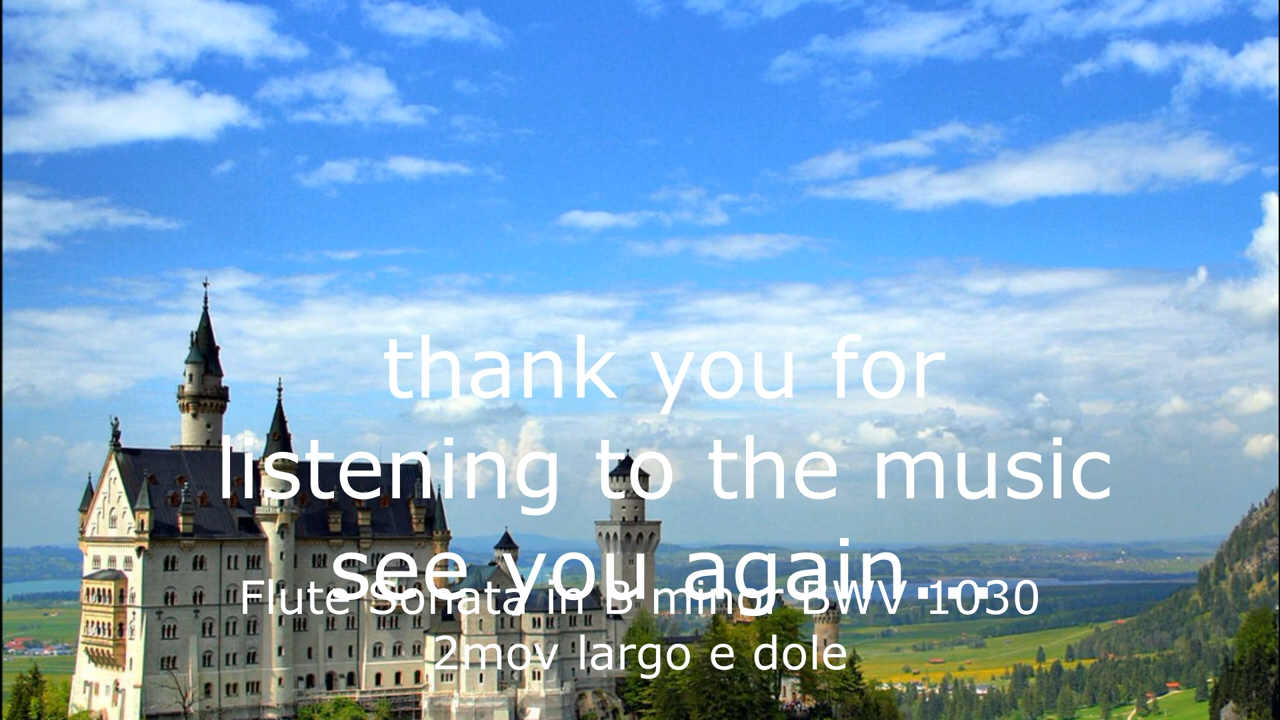 thank you for
listening to the music
see you again...
Flute Sonata in B minor BWV 1030
2mov largo e dole